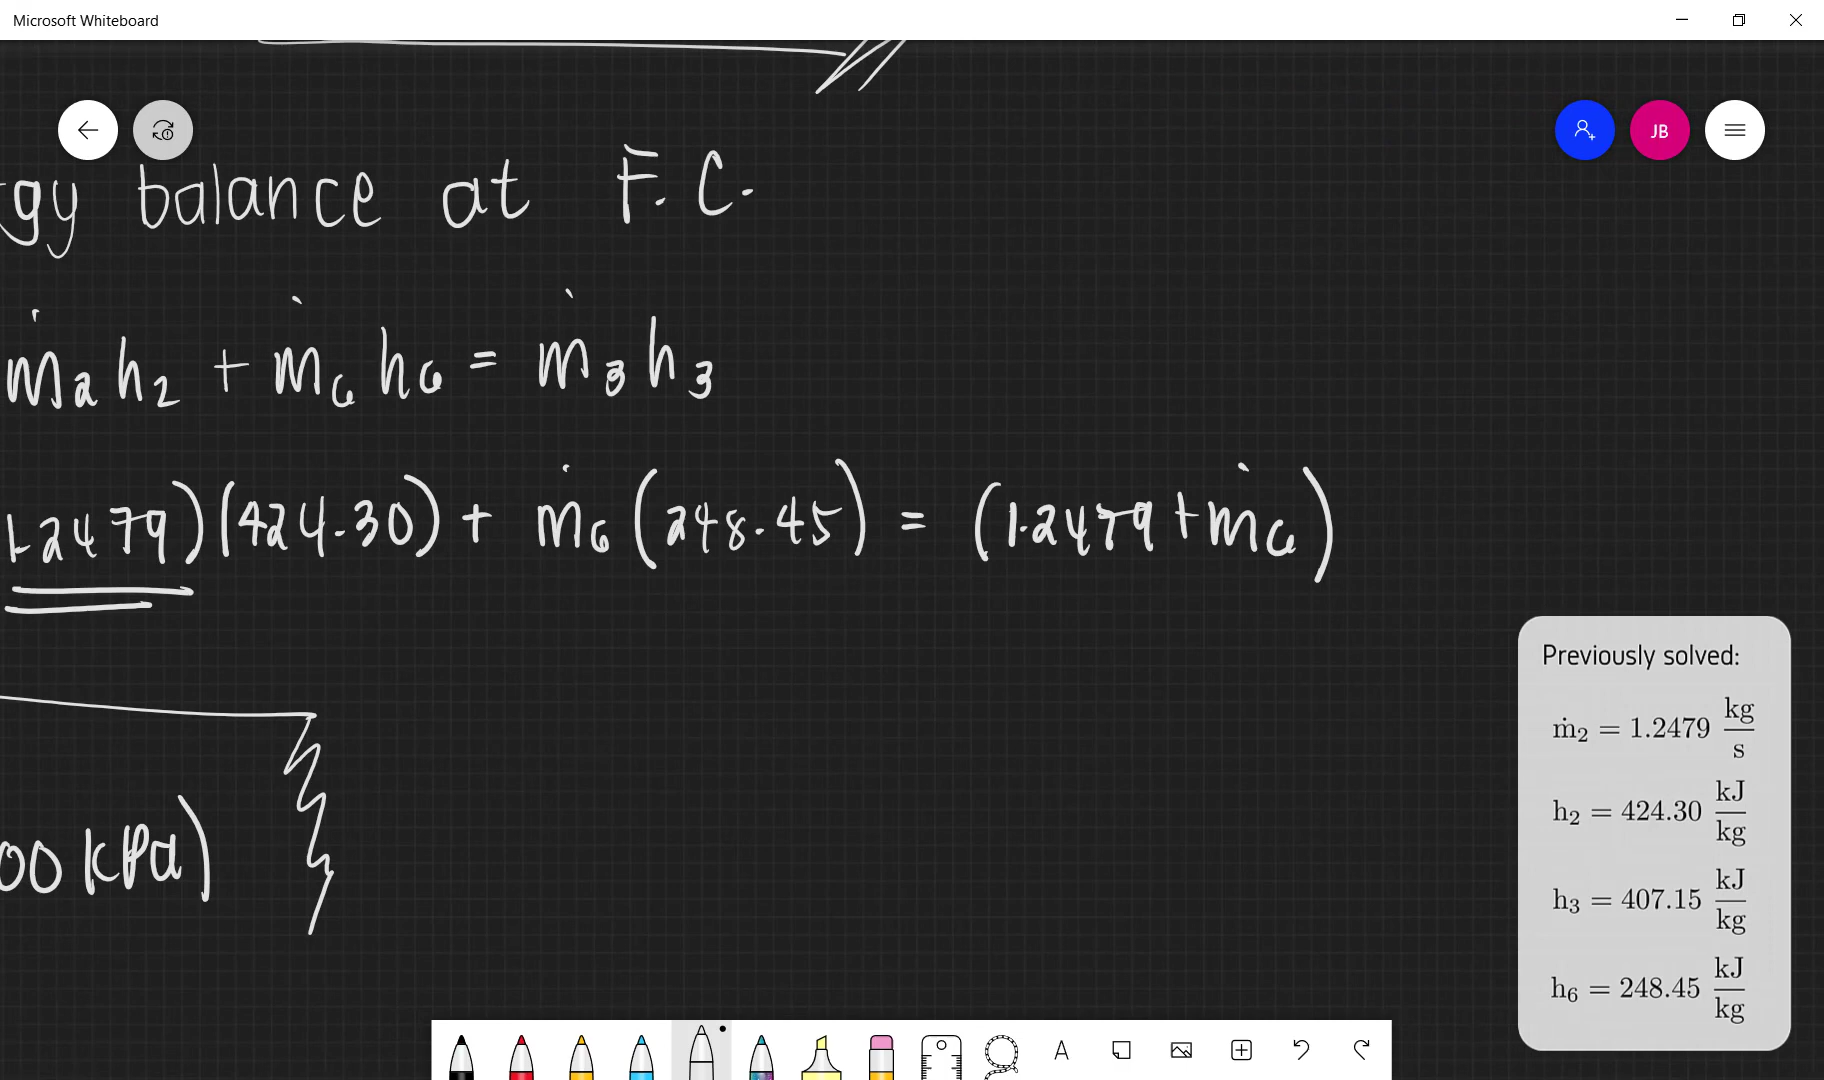 Microsoft Whiteboard
JB
gy balance at F.C.
ṁ2 h2 + ṁ6 h6 = ṁ3 h3
1.2479)(424.30) + ṁ6 (248.45) = (1.2479 + ṁ6)
00 kPa)
Previously solved:
ṁ2 = 1.2479 kg/s
h2 = 424.30 kJ/kg
h3 = 407.15 kJ/kg
h6 = 248.45 kJ/kg
A